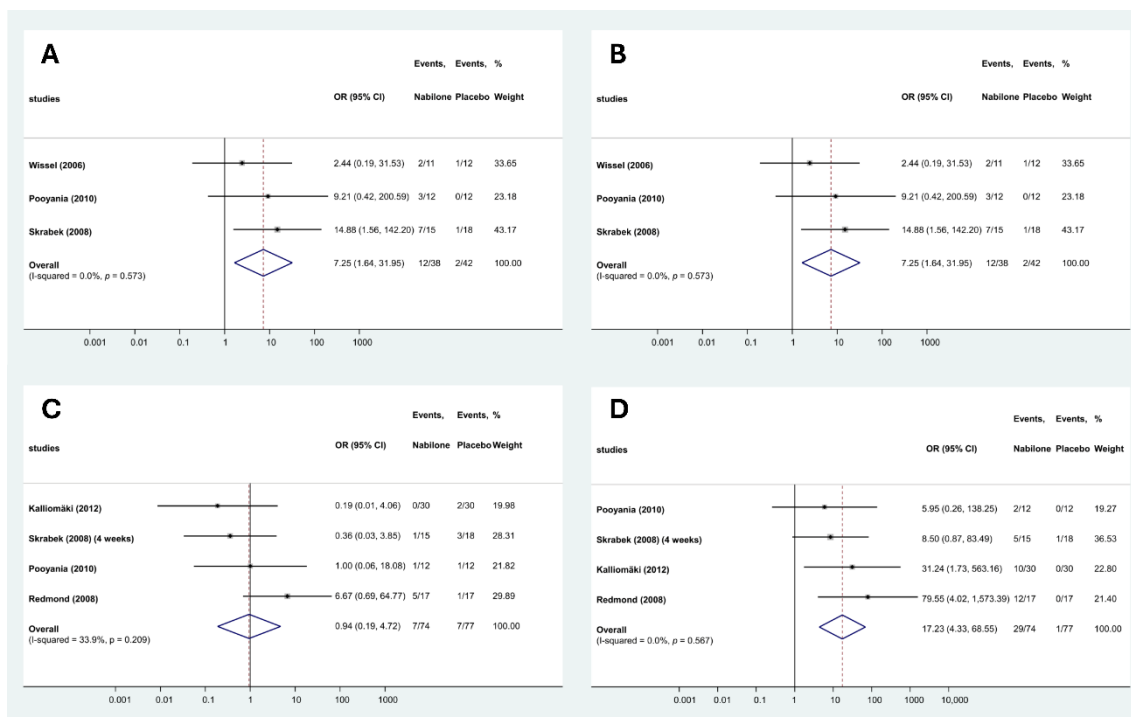 A
Events, Events, %
studies OR (95% CI) Nabilone Placebo Weight
Wissel (2006) 2.44 (0.19, 31.53) 2/11 1/12 33.65
Pooyania (2010) 9.21 (0.42, 200.59) 3/12 0/12 23.18
Skrabek (2008) 14.88 (1.56, 142.20) 7/15 1/18 43.17
Overall 7.25 (1.64, 31.95) 12/38 2/42 100.00
(I-squared = 0.0%, p = 0.573)
0.001 0.01 0.1 1 10 100 1000
B
Events, Events, %
studies OR (95% CI) Nabilone Placebo Weight
Wissel (2006) 2.44 (0.19, 31.53) 2/11 1/12 33.65
Pooyania (2010) 9.21 (0.42, 200.59) 3/12 0/12 23.18
Skrabek (2008) 14.88 (1.56, 142.20) 7/15 1/18 43.17
Overall 7.25 (1.64, 31.95) 12/38 2/42 100.00
(I-squared = 0.0%, p = 0.573)
0.001 0.01 0.1 1 10 100 1000
C
Events, Events, %
studies OR (95% CI) Nabilone Placebo Weight
Kalliomäki (2012) 0.19 (0.01, 4.06) 0/30 2/30 19.98
Skrabek (2008) (4 weeks) 0.36 (0.03, 3.85) 1/15 3/18 28.31
Pooyania (2010) 1.00 (0.06, 18.08) 1/12 1/12 21.82
Redmond (2008) 6.67 (0.69, 64.77) 5/17 1/17 29.89
Overall 0.94 (0.19, 4.72) 7/74 7/77 100.00
(I-squared = 33.9%, p = 0.209)
0.001 0.01 0.1 1 10 100 1000
D
Events, Events, %
studies OR (95% CI) Nabilone Placebo Weight
Pooyania (2010) 5.95 (0.26, 138.25) 2/12 0/12 19.27
Skrabek (2008) (4 weeks) 8.50 (0.87, 83.49) 5/15 1/18 36.53
Kalliomäki (2012) 31.24 (1.73, 563.16) 10/30 0/30 22.80
Redmond (2008) 79.55 (4.02, 1,573.39) 12/17 0/17 21.40
Overall 17.23 (4.33, 68.55) 29/74 1/77 100.00
(I-squared = 0.0%, p = 0.567)
0.001 0.01 0.1 1 10 100 1000 10,000